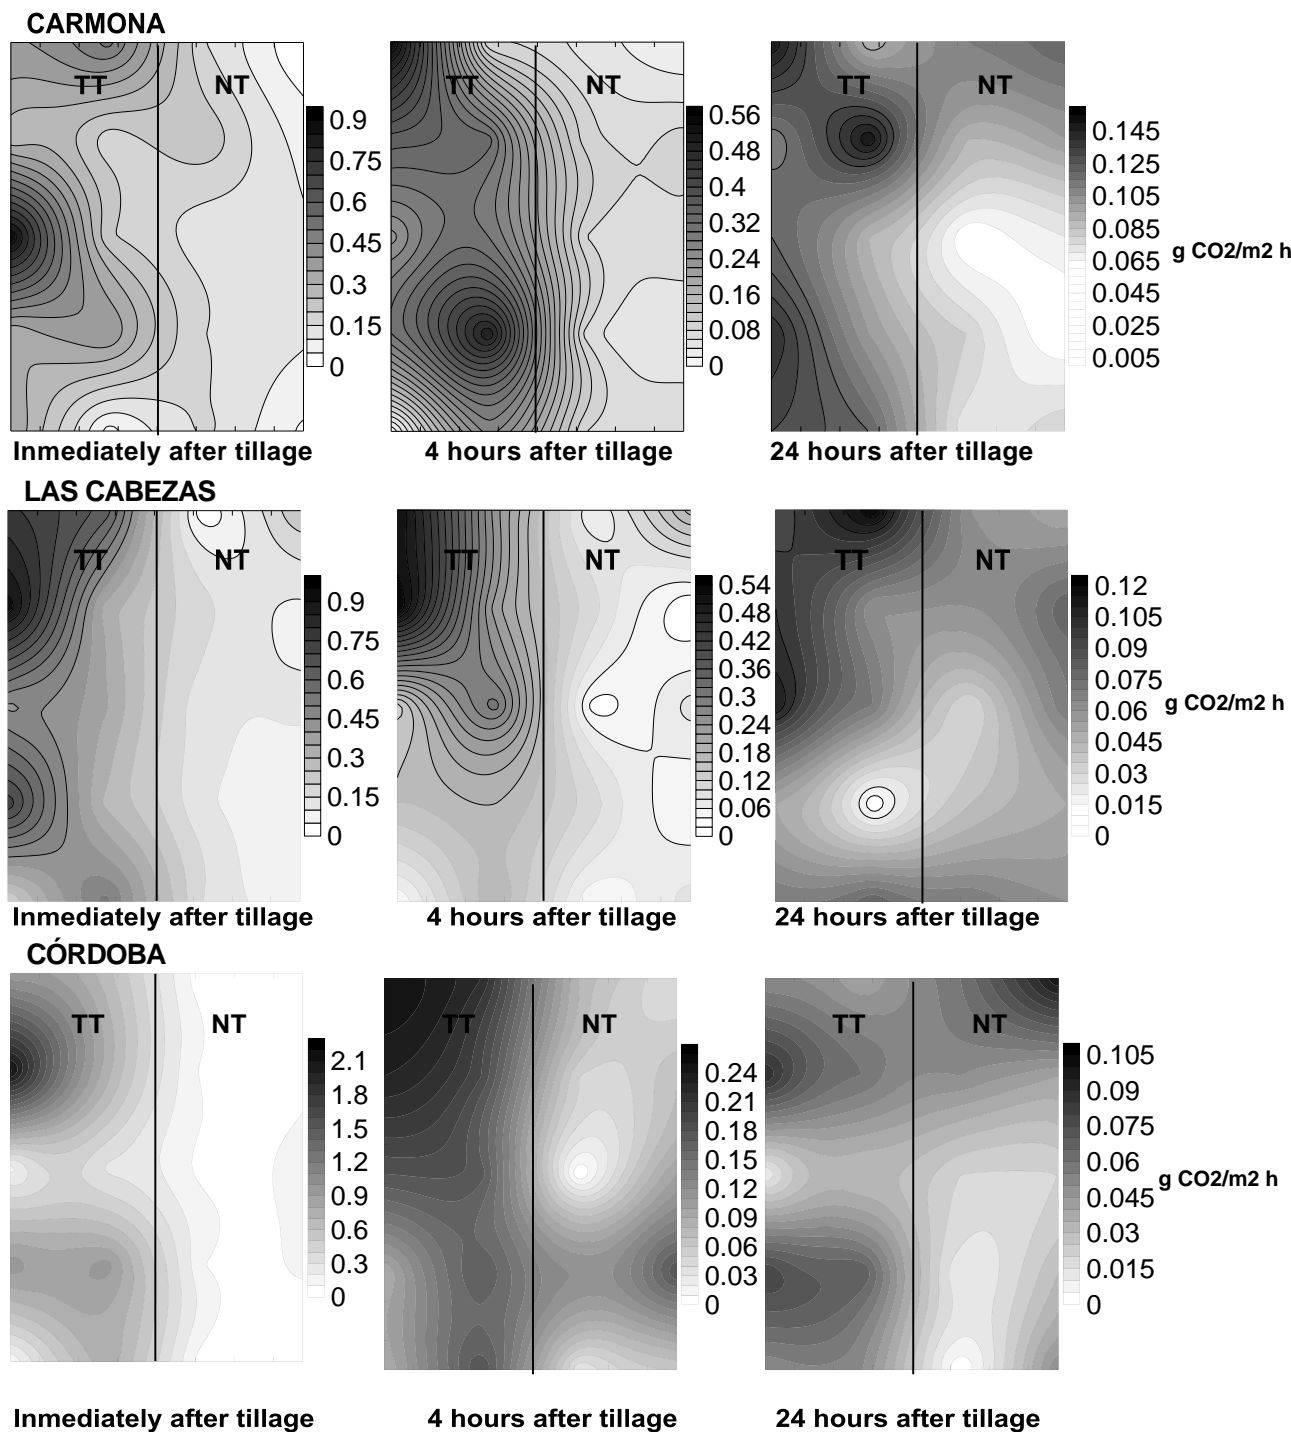 CARMONA
TT
NT
0.9
0.75
0.6
0.45
0.3
0.15
0
Inmediately after tillage
TT
NT
0.56
0.48
0.4
0.32
0.24
0.16
0.08
0
4 hours after tillage
TT
NT
0.145
0.125
0.105
0.085
0.065
0.045
0.025
0.005
g CO2/m2 h
24 hours after tillage
LAS CABEZAS
TT
NT
0.9
0.75
0.6
0.45
0.3
0.15
0
Inmediately after tillage
TT
NT
0.54
0.48
0.42
0.36
0.3
0.24
0.18
0.12
0.06
0
4 hours after tillage
TT
NT
0.12
0.105
0.09
0.075
0.06
0.045
0.03
0.015
0
g CO2/m2 h
24 hours after tillage
CÓRDOBA
TT
NT
2.1
1.8
1.5
1.2
0.9
0.6
0.3
0
Inmediately after tillage
TT
NT
0.24
0.21
0.18
0.15
0.12
0.09
0.06
0.03
0
4 hours after tillage
TT
NT
0.105
0.09
0.075
0.06
0.045
0.03
0.015
0
g CO2/m2 h
24 hours after tillage